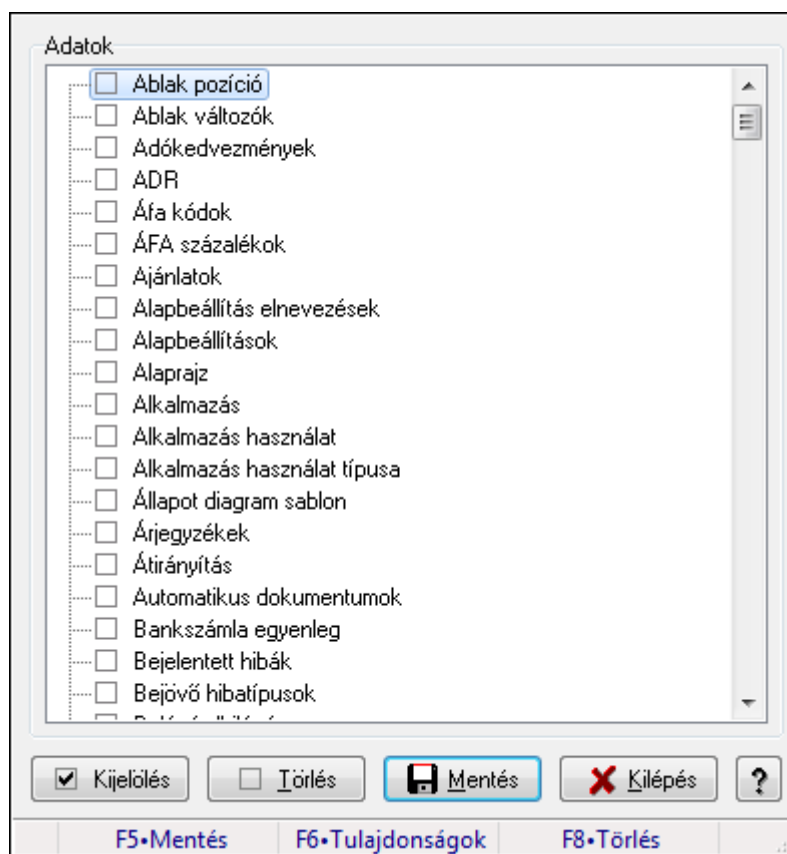 Adatok
Ablak pozíció
Ablak változók
Adókedvezmények
ADR
Áfa kódok
ÁFA százalékok
Ajánlatok
Alapbeállítás elnevezések
Alapbeállítások
Alaprajz
Alkalmazás
Alkalmazás használat
Alkalmazás használat típusa
Állapot diagram sablon
Árjegyzékek
Átirányítás
Automatikus dokumentumok
Bankszámla egyenleg
Bejelentett hibák
Bejövő hibatípusok
Kijelölés Törlés Mentés Kilépés ?
F5•Mentés F6•Tulajdonságok F8•Törlés